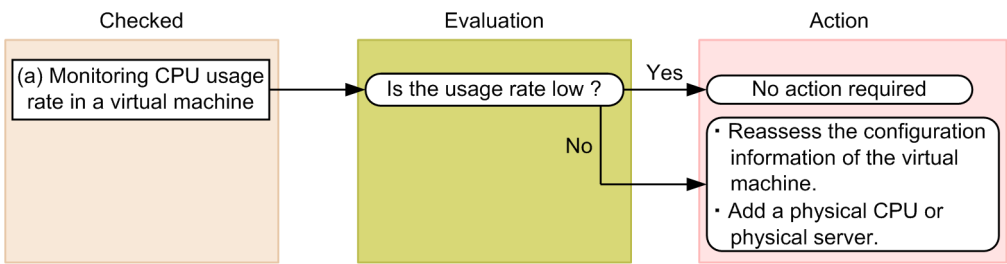 Checked
Evaluation
Action
(a) Monitoring CPU usage
rate in a virtual machine
Is the usage rate low ?
Yes
No action required
No
・Reassess the configuration
information of the virtual
machine.
・Add a physical CPU or
physical server.